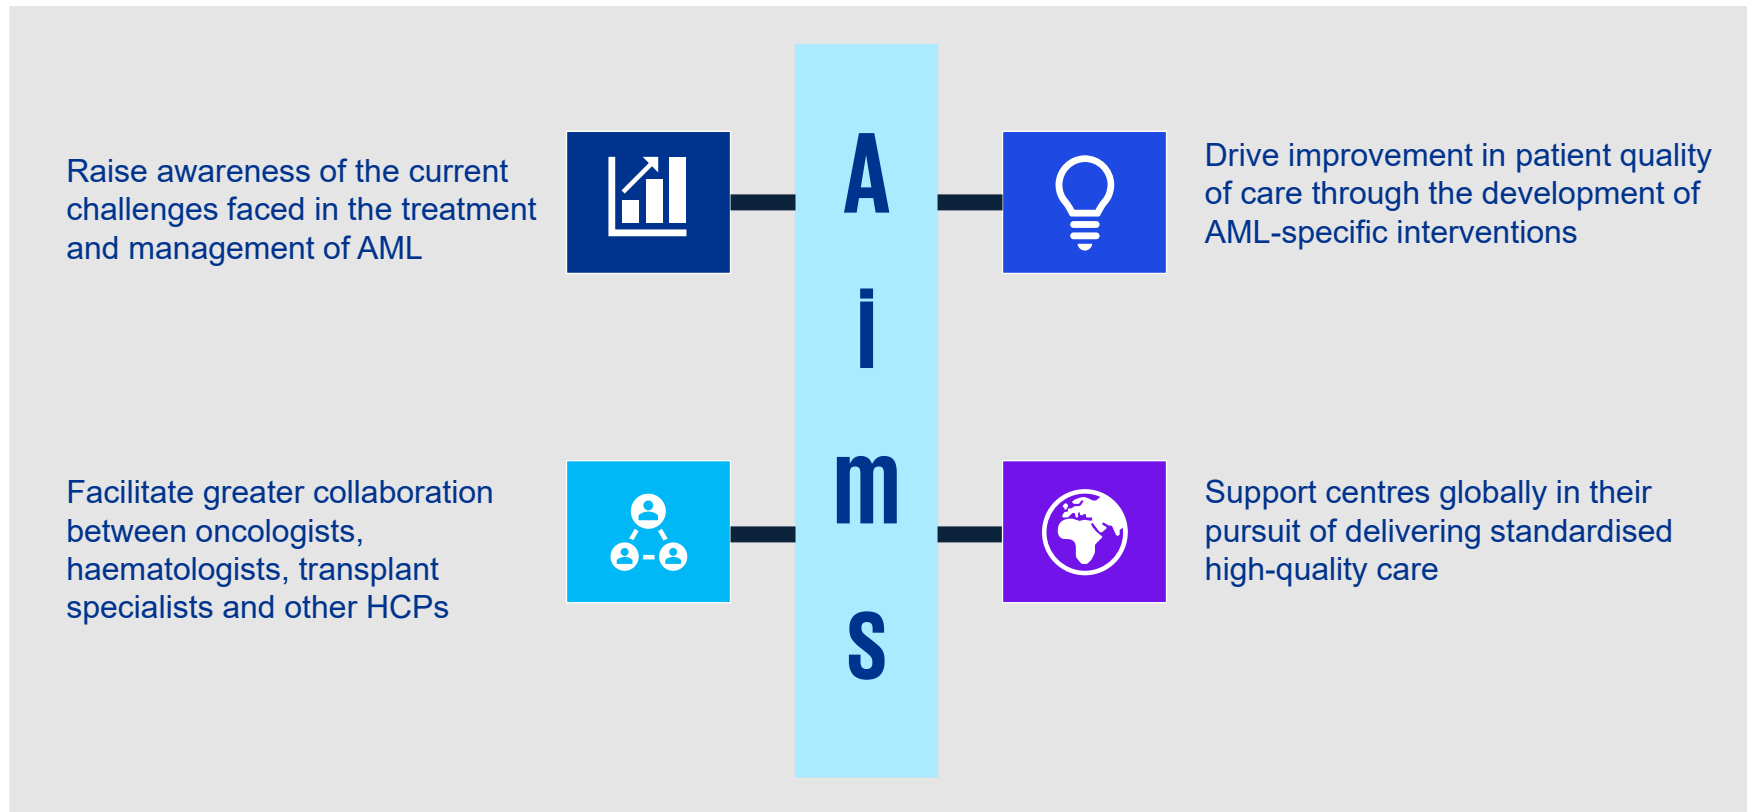 Aims
Raise awareness of the current
challenges faced in the treatment
and management of AML
Drive improvement in patient quality
of care through the development of
AML-specific interventions
Facilitate greater collaboration
between oncologists,
haematologists, transplant
specialists and other HCPs
Support centres globally in their
pursuit of delivering standardised
high-quality care